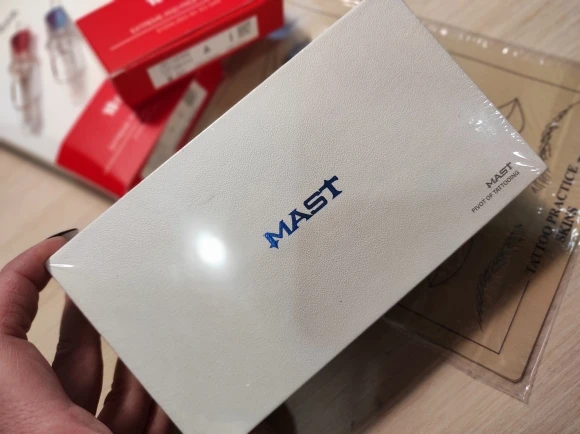 MAST
MAST
PIVOT OF TATTOOING
TATTOO PRACTICE
SKINS